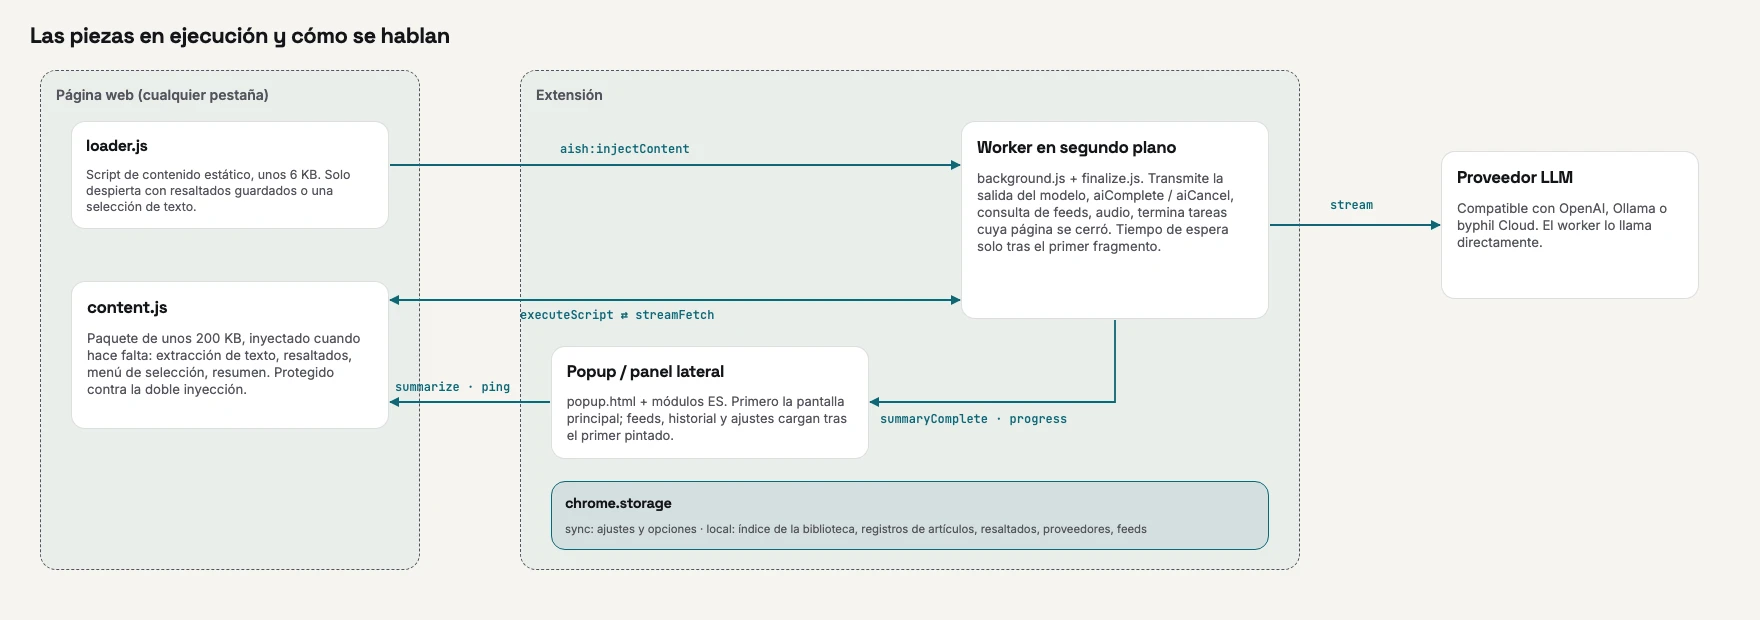 Las piezas en ejecución y cómo se hablan
Página web (cualquier pestaña)
loader.js
Script de contenido estático, unos 6 KB. Solo
despierta con resaltados guardados o una
selección de texto.
content.js
Paquete de unos 200 KB, inyectado cuando
hace falta: extracción de texto, resaltados,
menú de selección, resumen. Protegido
contra la doble inyección.
Extensión
aish:injectContent
executeScript ⇄ streamFetch
summarize · ping
Worker en segundo plano
background.js + finalize.js. Transmite la
salida del modelo, aiComplete / aiCancel,
consulta de feeds, audio, termina tareas
cuya página se cerró. Tiempo de espera
solo tras el primer fragmento.
Popup / panel lateral
popup.html + módulos ES. Primero la pantalla
principal; feeds, historial y ajustes cargan tras
el primer pintado.
summaryComplete · progress
chrome.storage
sync: ajustes y opciones · local: índice de la biblioteca, registros de artículos, resaltados, proveedores, feeds
stream
Proveedor LLM
Compatible con OpenAI, Ollama o
byphil Cloud. El worker lo llama
directamente.